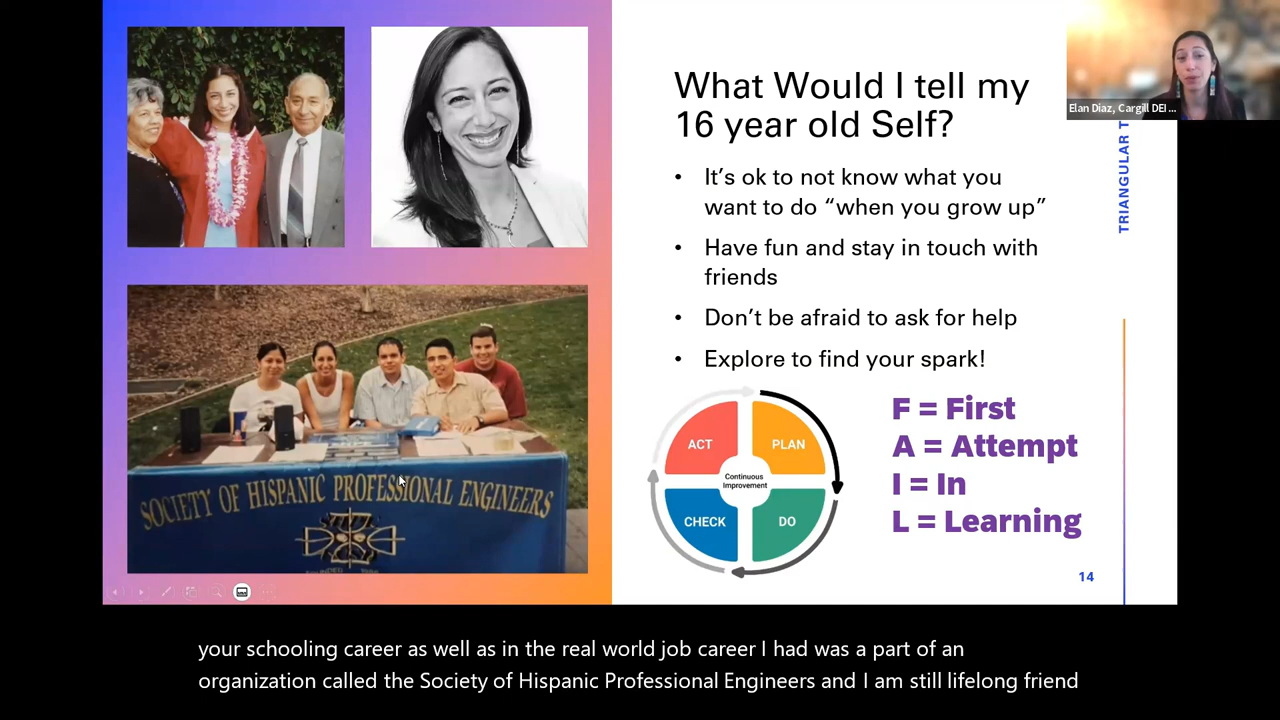 What Would I tell my
16 year old Self?
• It’s ok to not know what you
want to do “when you grow up”
• Have fun and stay in touch with
friends
• Don’t be afraid to ask for help
• Explore to find your spark!
ACT
PLAN
Continuous
Improvement
CHECK
DO
F = First
A = Attempt
I = In
L = Learning
14
TRIANGULAR T
Elan Diaz, Cargill DEI ...
SOCIETY OF HISPANIC PROFESSIONAL ENGINEERS
your schooling career as well as in the real world job career I had was a part of an
organization called the Society of Hispanic Professional Engineers and I am still lifelong friend